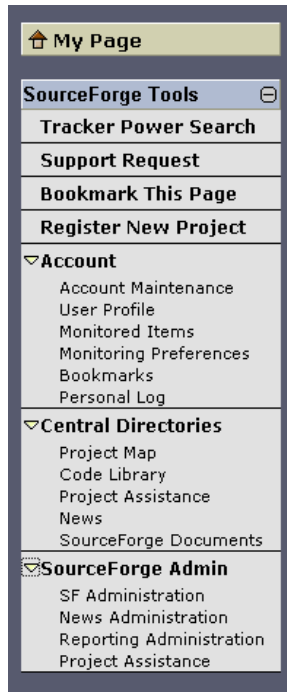 My Page
SourceForge Tools
Tracker Power Search
Support Request
Bookmark This Page
Register New Project
Account
Account Maintenance
User Profile
Monitored Items
Monitoring Preferences
Bookmarks
Personal Log
Central Directories
Project Map
Code Library
Project Assistance
News
SourceForge Documents
SourceForge Admin
SF Administration
News Administration
Reporting Administration
Project Assistance